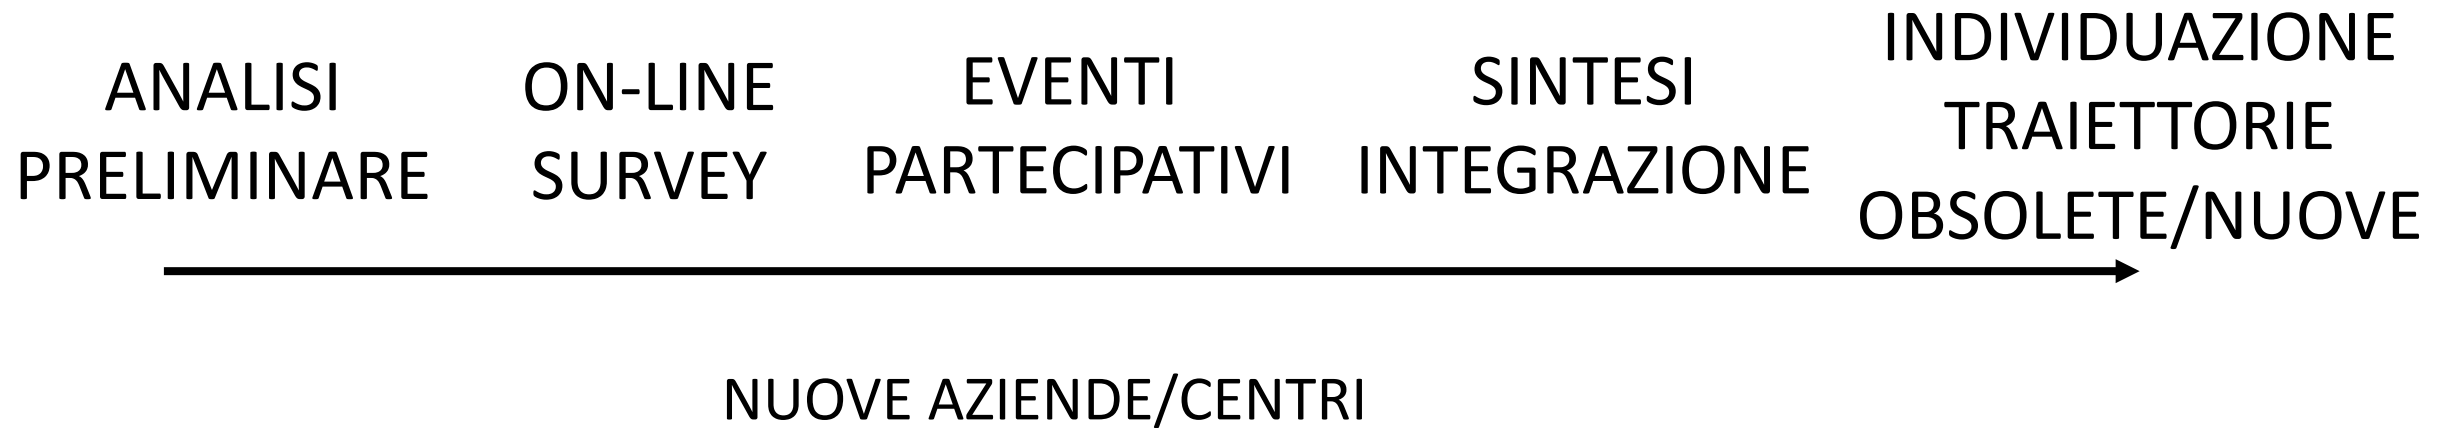 ANALISI
PRELIMINARE
ON-LINE
SURVEY
EVENTI
PARTECIPATIVI
SINTESI
INTEGRAZIONE
INDIVIDUAZIONE
TRAIETTORIE
OBSOLETE/NUOVE
NUOVE AZIENDE/CENTRI